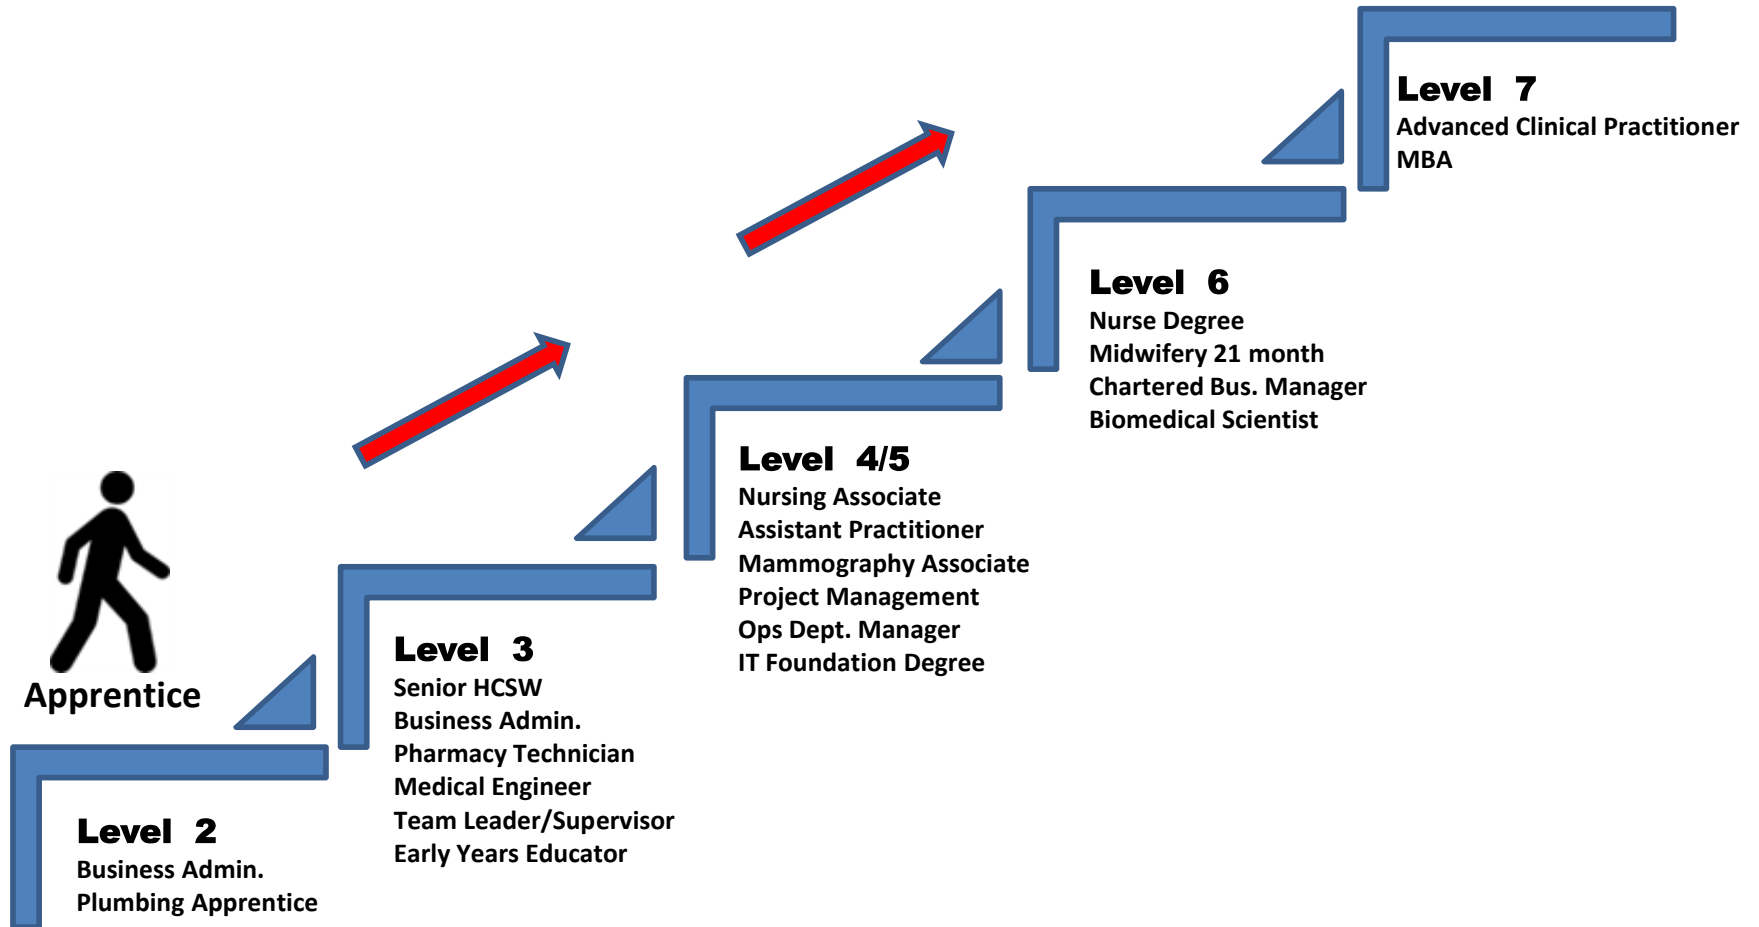 Apprentice
Level 2
Business Admin.
Plumbing Apprentice
Level 3
Senior HCSW
Business Admin.
Pharmacy Technician
Medical Engineer
Team Leader/Supervisor
Early Years Educator
Level 4/5
Nursing Associate
Assistant Practitioner
Mammography Associate
Project Management
Ops Dept. Manager
IT Foundation Degree
Level 6
Nurse Degree
Midwifery 21 month
Chartered Bus. Manager
Biomedical Scientist
Level 7
Advanced Clinical Practitioner
MBA